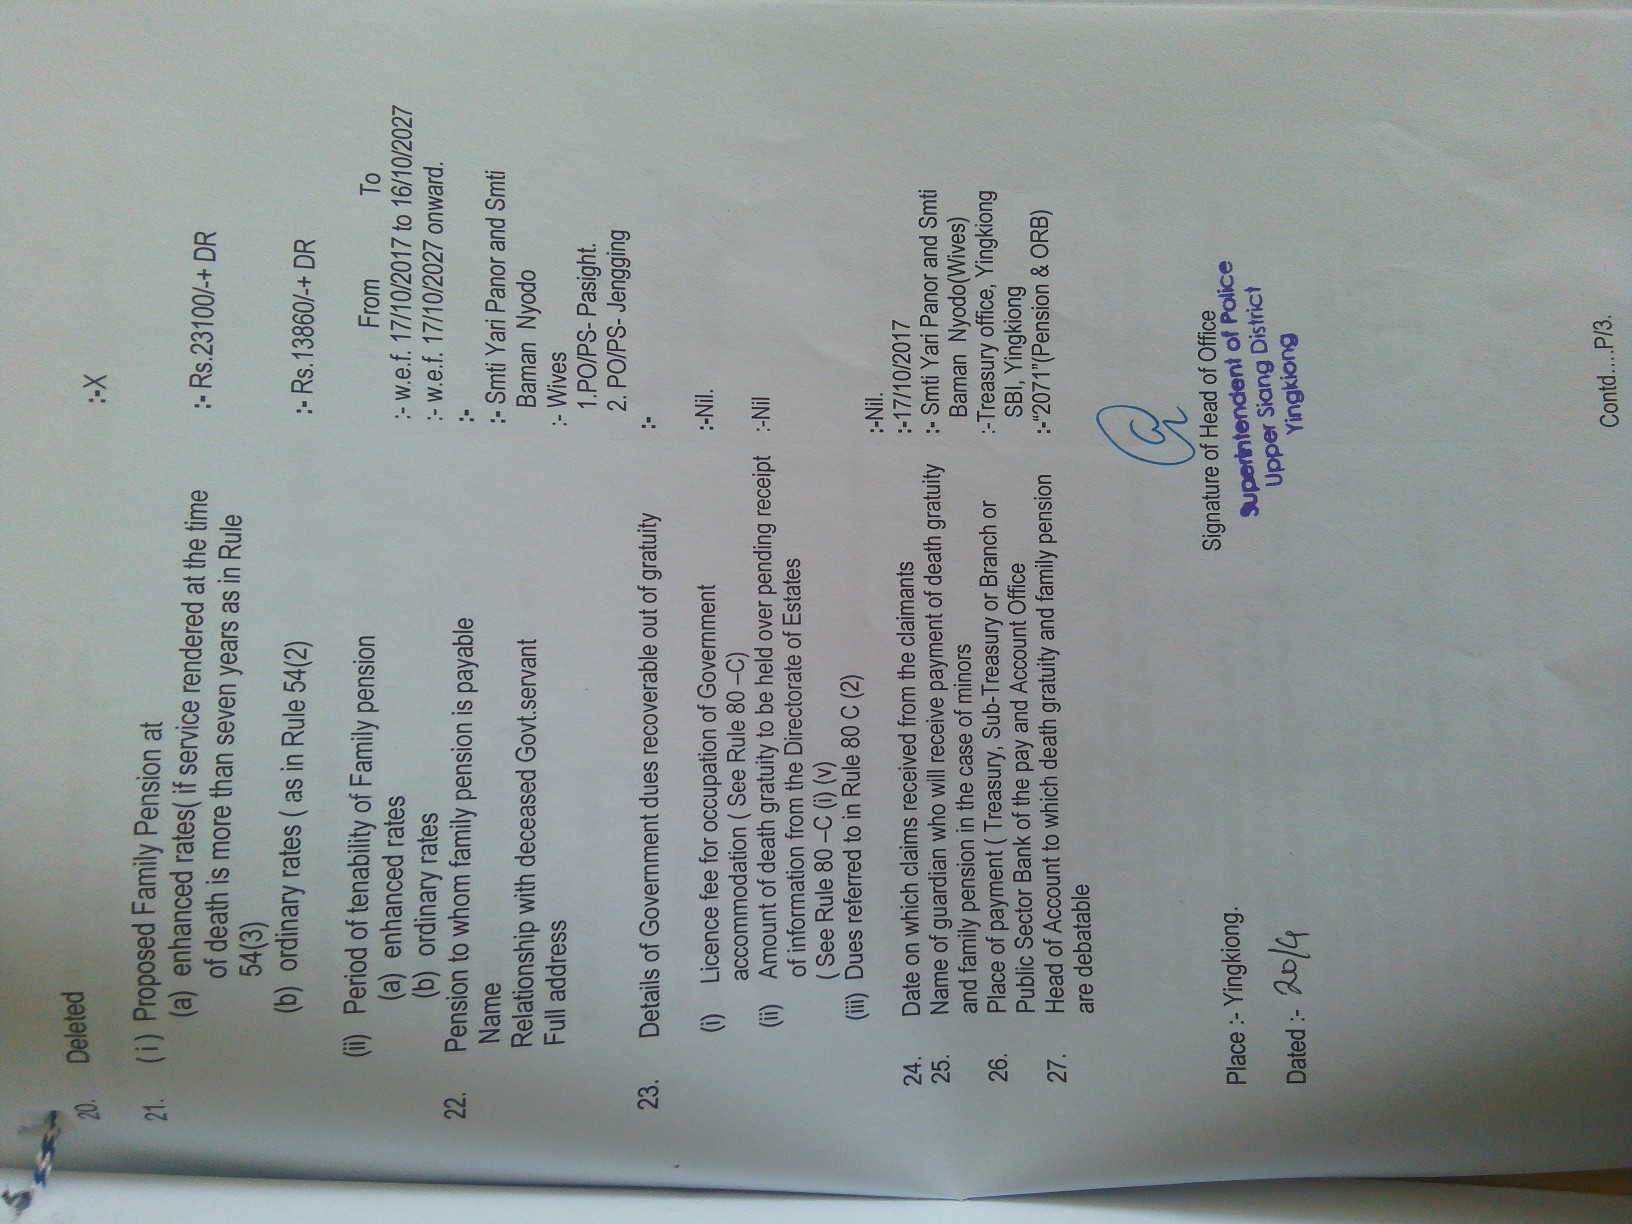 20. Deleted :-X
21. (i) Proposed Family Pension at
(a) enhanced rates( if service rendered at the time :- Rs.23100/-+ DR
of death is more than seven years as in Rule
54(3)
(b) ordinary rates ( as in Rule 54(2) :- Rs.13860/-+ DR
From To
(ii) Period of tenability of Family pension
(a) enhanced rates :- w.e.f. 17/10/2017 to 16/10/2027
(b) ordinary rates :- w.e.f. 17/10/2027 onward.
22. Pension to whom family pension is payable :-
Name :- Smti Yari Panor and Smti
Baman Nyodo
Relationship with deceased Govt.servant :- Wives
Full address 1.PO/PS- Pasight.
2. PO/PS- Jengging
23. Details of Government dues recoverable out of gratuity :-
(i) Licence fee for occupation of Government :-Nil.
accommodation ( See Rule 80 –C)
(ii) Amount of death gratuity to be held over pending receipt :-Nil
of information from the Directorate of Estates
( See Rule 80 –C (i) (v)
(iii) Dues referred to in Rule 80 C (2) :-Nil.
24. Date on which claims received from the claimants :-17/10/2017
25. Name of guardian who will receive payment of death gratuity :- Smti Yari Panor and Smti
and family pension in the case of minors Baman Nyodo(Wives)
26. Place of payment ( Treasury, Sub-Treasury or Branch or :-Treasury office, Yingkiong
Public Sector Bank of the pay and Account Office SBI, Yingkiong
27. Head of Account to which death gratuity and family pension :-“2071”(Pension & ORB)
are debatable
Signature of Head of Office
Superintendent of Police
Upper Siang District
Yingkiong
Place :- Yingkiong.
Dated :- 20/4
Contd....P/3.